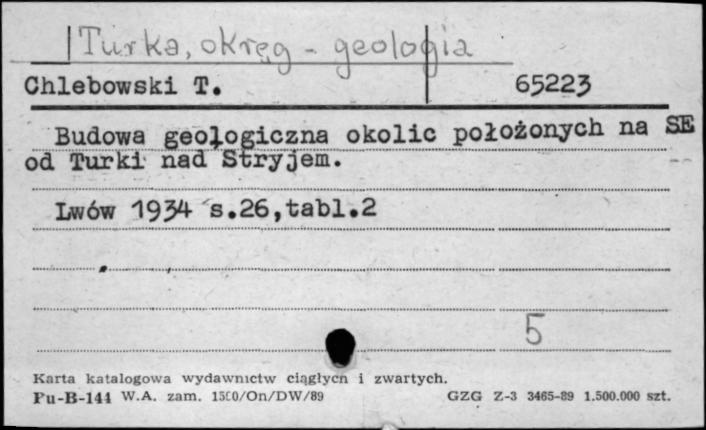 Turka, okręg - geologia
Chlebowski T. 65223
Budowa geologiczna okolic położonych na SE
od Turki nad Stryjem.
Lwów 1934 s.26,tabl.2
5
Karta katalogowa wydawnictw ciągłych i zwartych.
Pu-B-144 W.A. zam. 1500/On/DW/89 GZG Z-3 3465-89 1.500.000 szt.